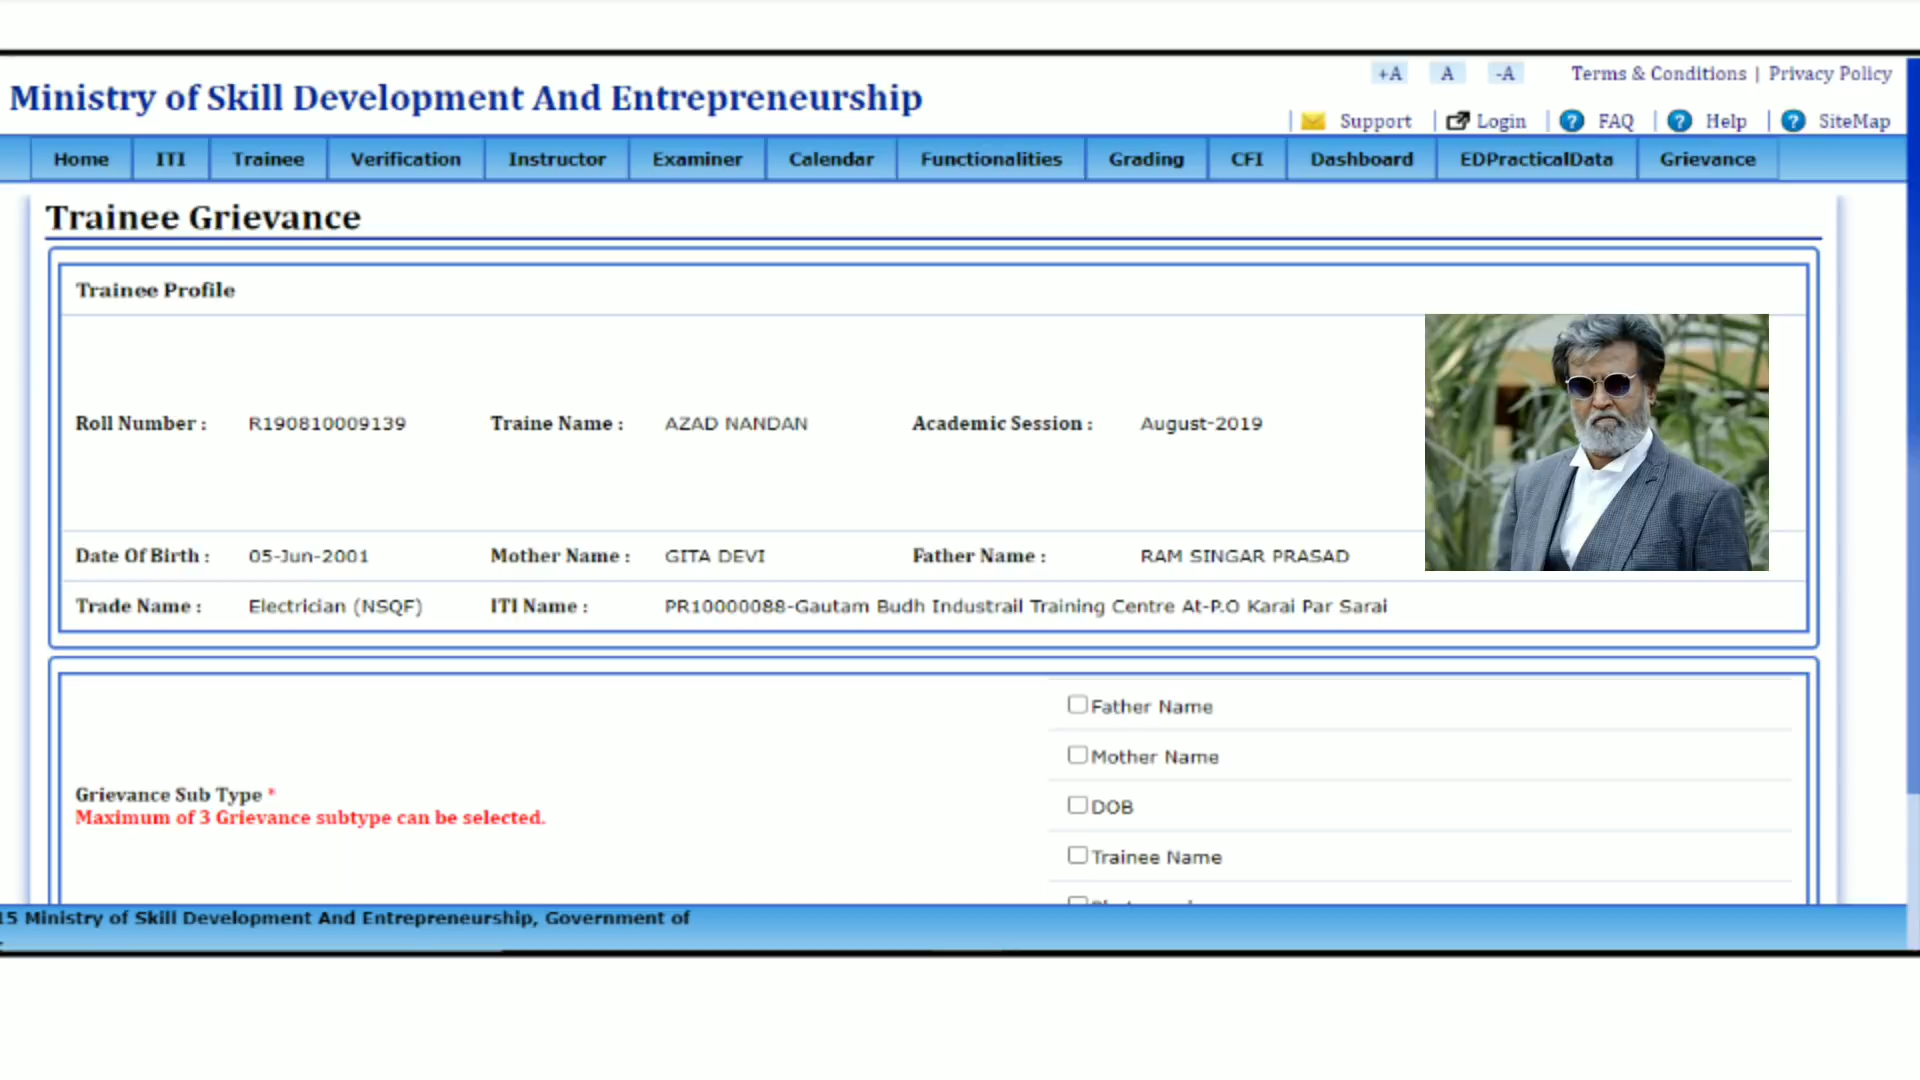 +A A -A Terms & Conditions | Privacy Policy
Ministry of Skill Development And Entrepreneurship
| Support | Login | FAQ | Help | SiteMap
Home ITI Trainee Verification Instructor Examiner Calendar Functionalities Grading CFI Dashboard EDPracticalData Grievance
Trainee Grievance
Trainee Profile
Roll Number : R190810009139 Traine Name : AZAD NANDAN Academic Session : August-2019
Date Of Birth : 05-Jun-2001 Mother Name : GITA DEVI Father Name : RAM SINGAR PRASAD
Trade Name : Electrician (NSQF) ITI Name : PR10000088-Gautam Budh Industrail Training Centre At-P.O Karai Par Sarai
Father Name
Mother Name
Grievance Sub Type *
Maximum of 3 Grievance subtype can be selected.
DOB
Trainee Name
15 Ministry of Skill Development And Entrepreneurship, Government of